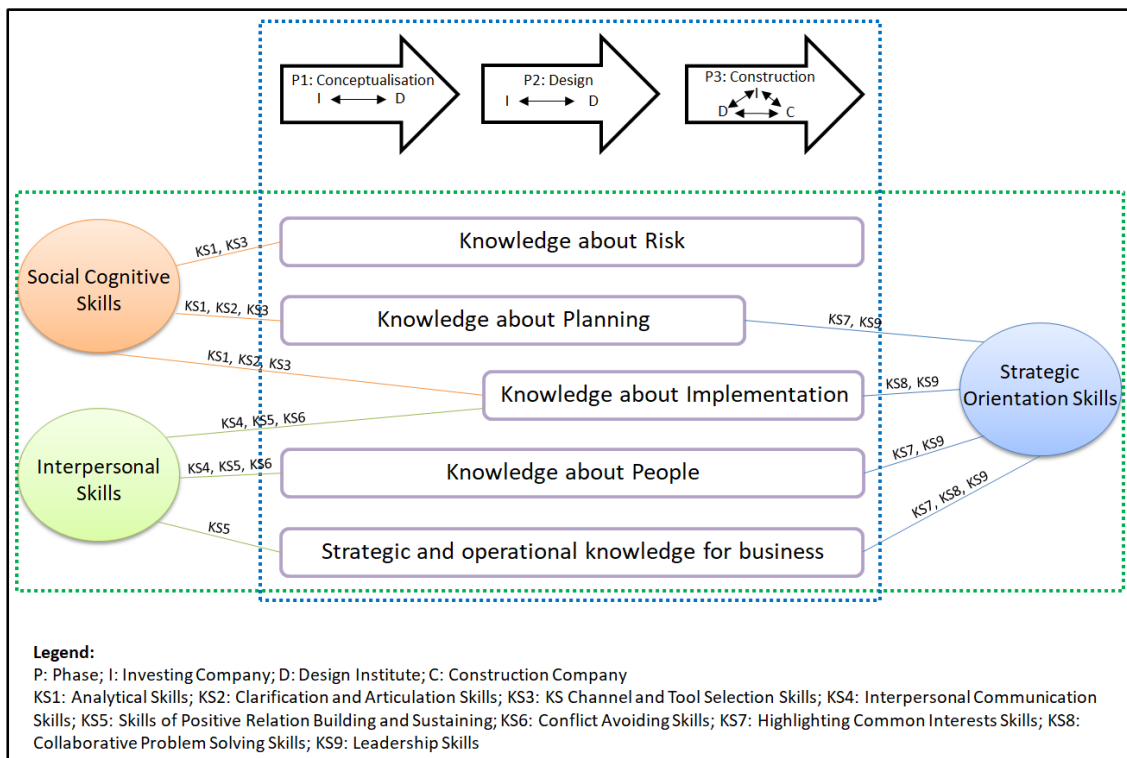 P1: Conceptualisation
I D
P2: Design
I D
P3: Construction
I
D C
KS1, KS3
Knowledge about Risk
Social Cognitive
Skills
KS1, KS2, KS3
Knowledge about Planning
KS7, KS9
KS1, KS2, KS3
Knowledge about Implementation
KS8, KS9
Strategic
Orientation Skills
KS4, KS5, KS6
Interpersonal
Skills
KS4, KS5, KS6
Knowledge about People
KS7, KS9
KS5
Strategic and operational knowledge for business
KS7, KS8, KS9
Legend:
P: Phase; I: Investing Company; D: Design Institute; C: Construction Company
KS1: Analytical Skills; KS2: Clarification and Articulation Skills; KS3: KS Channel and Tool Selection Skills; KS4: Interpersonal Communication
Skills; KS5: Skills of Positive Relation Building and Sustaining; KS6: Conflict Avoiding Skills; KS7: Highlighting Common Interests Skills; KS8:
Collaborative Problem Solving Skills; KS9: Leadership Skills